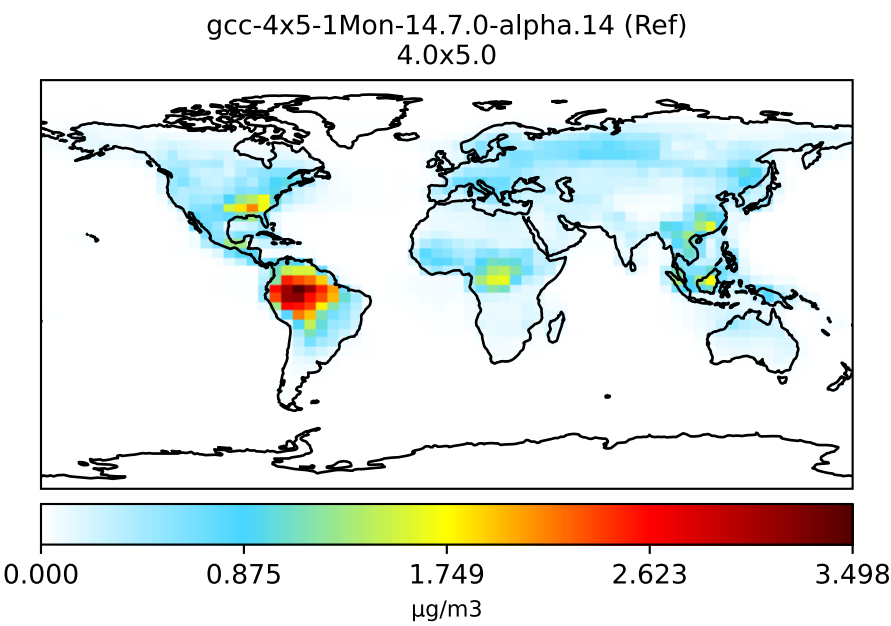 gcc-4x5-1Mon-14.7.0-alpha.14 (Ref)
4.0x5.0
0.000 0.875 1.749 2.623 3.498
μg/m3